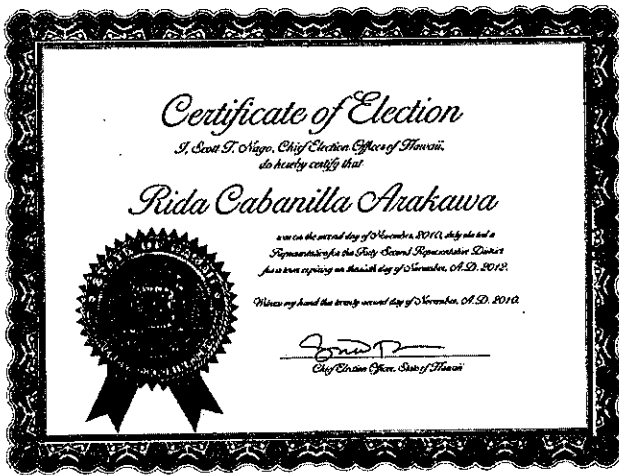 Certificate of Election
I, Scott T. Nago, Chief Election Officer of Hawaii,
do hereby certify that
Rida Cabanilla Arakawa
was on the second day of November, 2010, duly elected a
Representative for the Forty-Second Representative District
for a term expiring on the sixth day of November, A.D. 2012.
Witness my hand this twenty second day of November, A.D. 2010.
Chief Election Officer, State of Hawaii